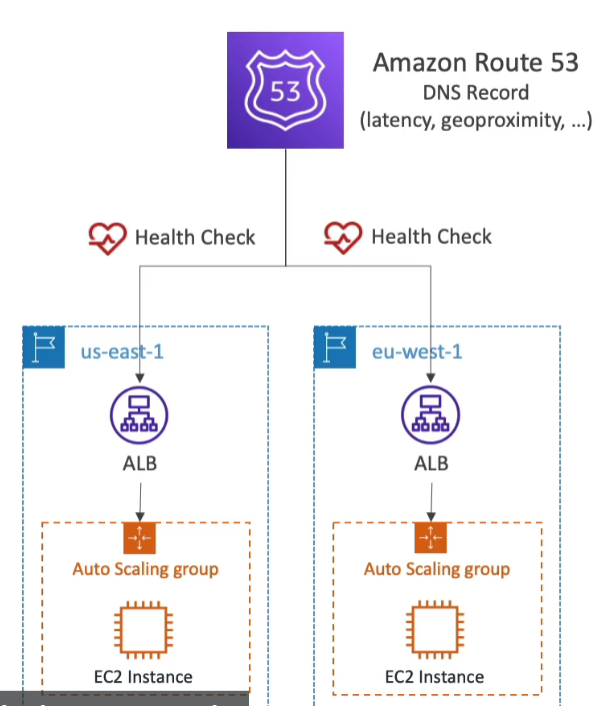 53
Amazon Route 53
DNS Record
(latency, geoproximity, ...)
Health Check
Health Check
us-east-1
eu-west-1
ALB
ALB
Auto Scaling group
Auto Scaling group
EC2 Instance
EC2 Instance